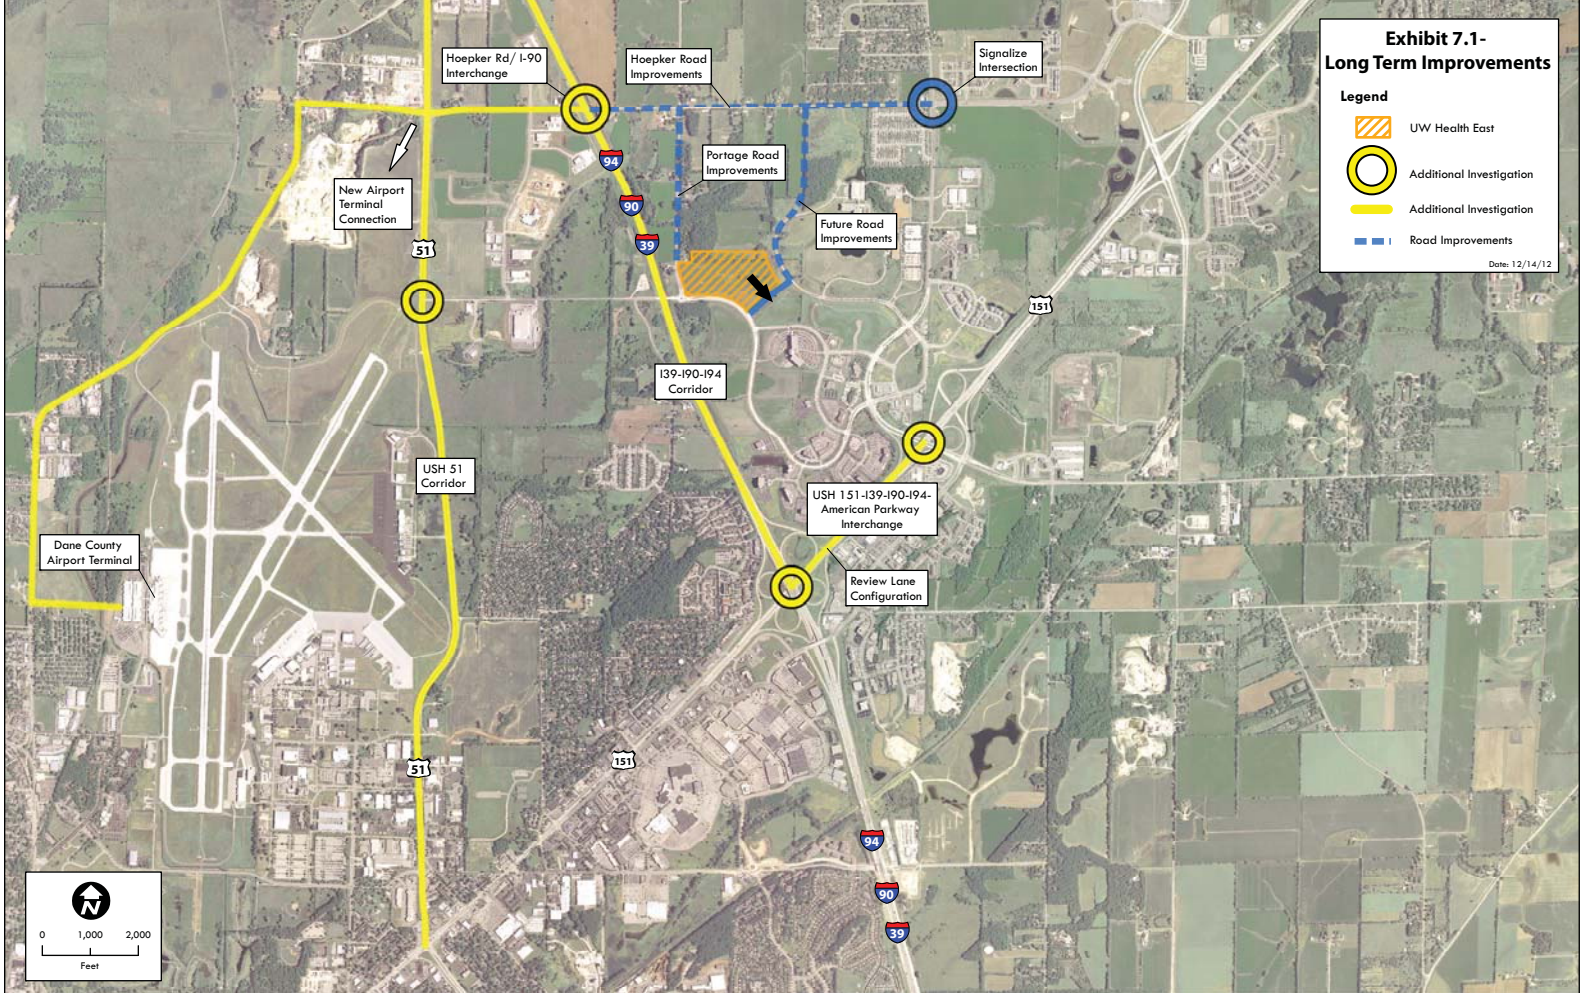 Exhibit 7.1-
Long Term Improvements
Legend
UW Health East
Additional Investigation
Additional Investigation
Road Improvements
Date: 12/14/12
Hoepker Rd/ I-90
Interchange
Hoepker Road
Improvements
Signalize
Intersection
94
Portage Road
Improvements
New Airport
Terminal
Connection
90
Future Road
Improvements
51
39
151
I39-I90-I94
Corridor
USH 51
Corridor
USH 151-I39-I90-I94-
American Parkway
Interchange
Dane County
Airport Terminal
Review Lane
Configuration
151
51
94
90
39
N
0 1,000 2,000
Feet